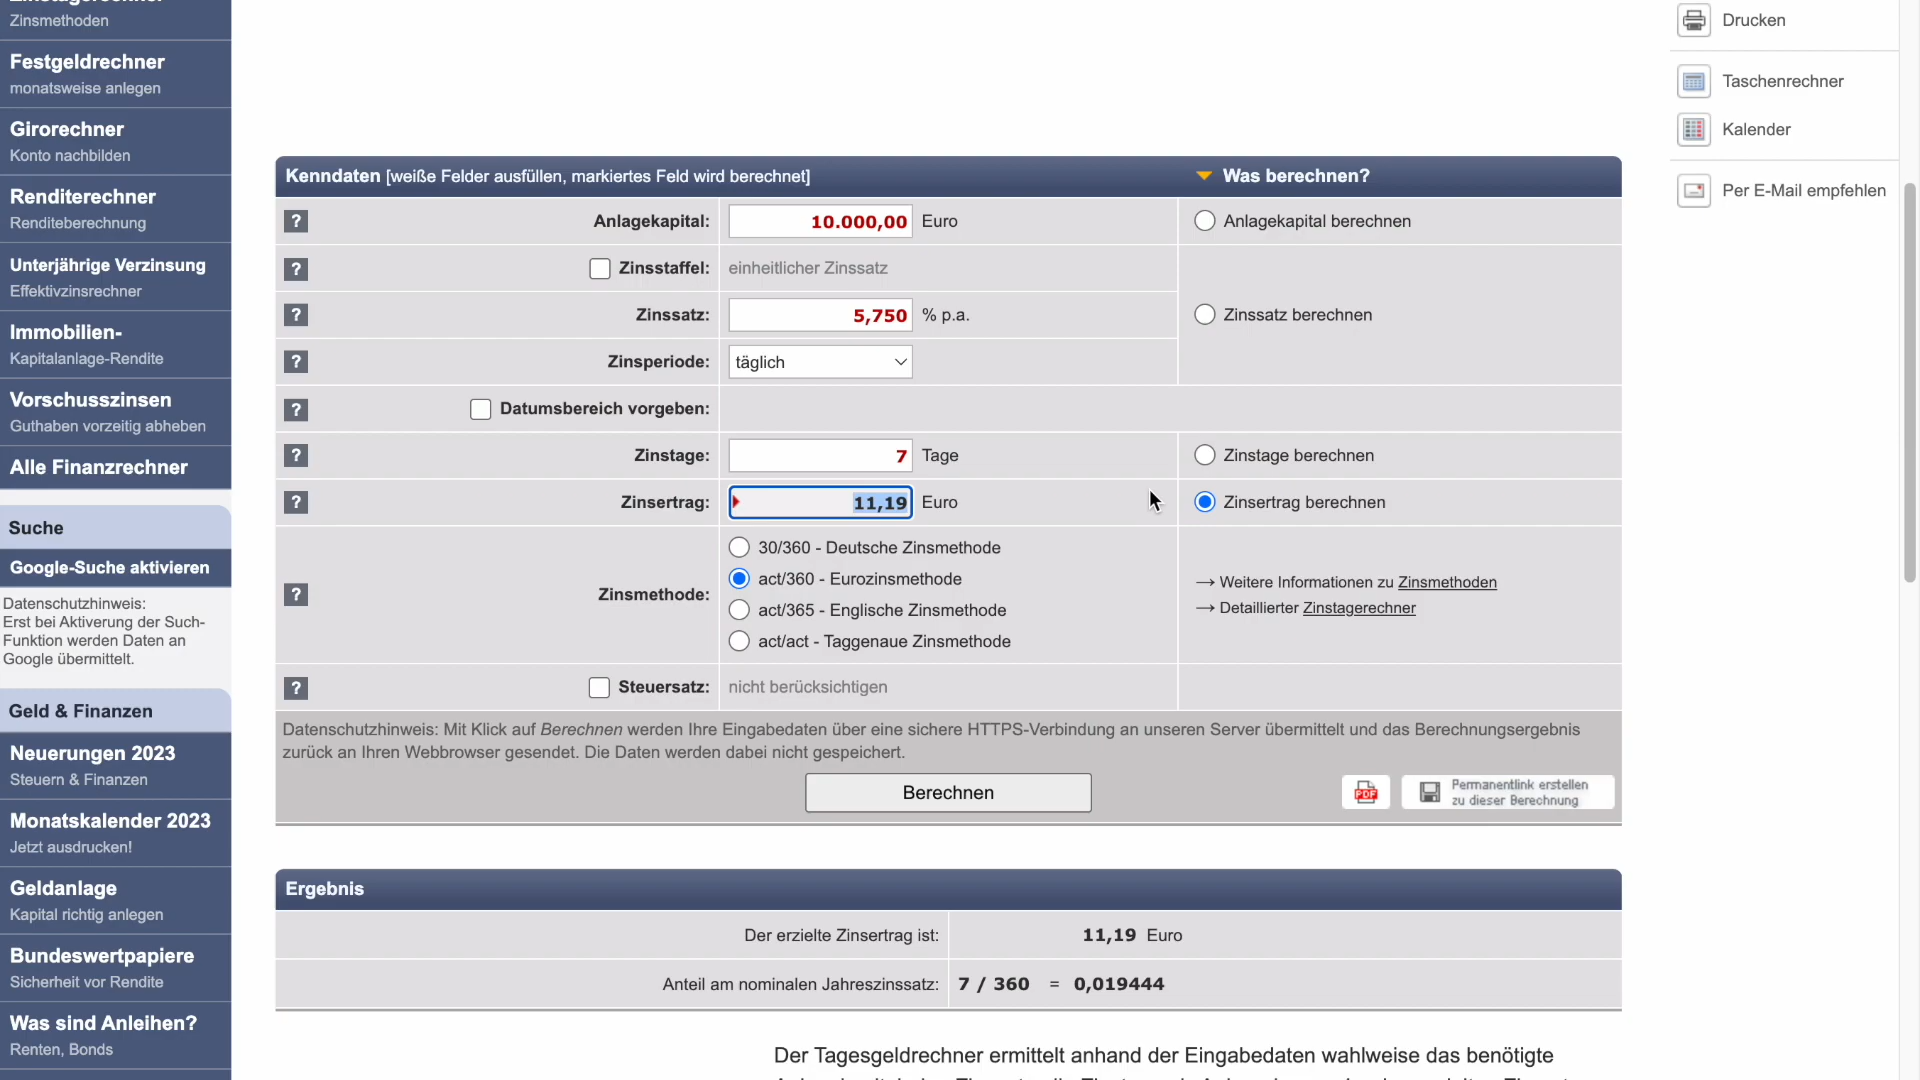 Zinsmethoden
Festgeldrechner
monatsweise anlegen
Girorechner
Konto nachbilden
Renditerechner
Renditeberechnung
Unterjährige Verzinsung
Effektivzinsrechner
Immobilien-
Kapitalanlage-Rendite
Vorschusszinsen
Guthaben vorzeitig abheben
Alle Finanzrechner
Suche
Google-Suche aktivieren
Datenschutzhinweis:
Erst bei Aktivierung der Such-
Funktion werden Daten an
Google übermittelt.
Geld & Finanzen
Neuerungen 2023
Steuern & Finanzen
Monatskalender 2023
Jetzt ausdrucken!
Geldanlage
Kapital richtig anlegen
Bundeswertpapiere
Sicherheit vor Rendite
Was sind Anleihen?
Renten, Bonds
Kenndaten [weiße Felder ausfüllen, markiertes Feld wird berechnet] Was berechnen?
? Anlagekapital: 10.000,00 Euro Anlagekapital berechnen
? Zinsstaffel: einheitlicher Zinssatz
? Zinssatz: 5,750 % p.a. Zinssatz berechnen
? Zinsperiode: täglich
? Datumsbereich vorgeben:
? Zinstage: 7 Tage Zinstage berechnen
? Zinsertrag: 11,19 Euro Zinsertrag berechnen
30/360 - Deutsche Zinsmethode
act/360 - Eurozinsmethode → Weitere Informationen zu Zinsmethoden
? Zinsmethode:
act/365 - Englische Zinsmethode → Detaillierter Zinstagerechner
act/act - Taggenaue Zinsmethode
? Steuersatz: nicht berücksichtigen
Datenschutzhinweis: Mit Klick auf Berechnen werden Ihre Eingabedaten über eine sichere HTTPS-Verbindung an unseren Server übermittelt und das Berechnungsergebnis
zurück an Ihren Webbrowser gesendet. Die Daten werden dabei nicht gespeichert.
Berechnen
PDF
Permanentlink erstellen
zu dieser Berechnung
Ergebnis
Der erzielte Zinsertrag ist: 11,19 Euro
Anteil am nominalen Jahreszinssatz: 7 / 360 = 0,019444
Der Tagesgeldrechner ermittelt anhand der Eingabedaten wahlweise das benötigte
Drucken
Taschenrechner
Kalender
Per E-Mail empfehlen